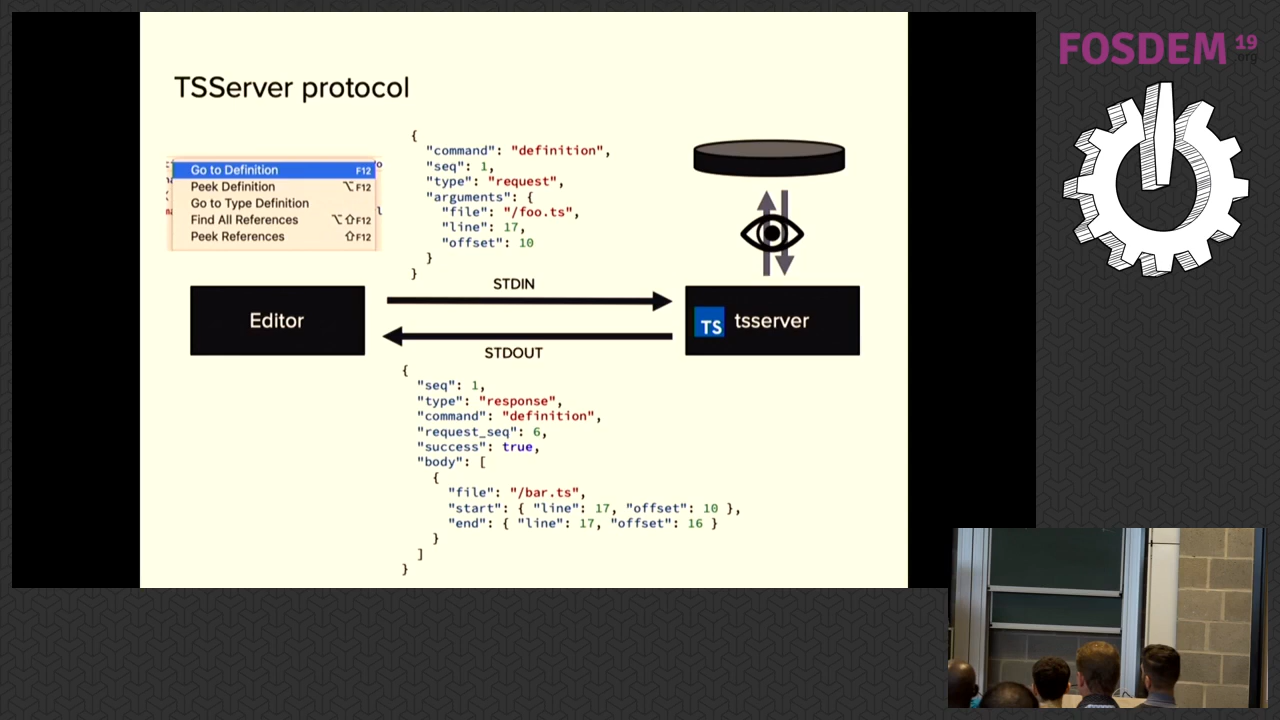 FOSDEM 19
.org
TSServer protocol
Go to Definition F12
Peek Definition ⌥F12
Go to Type Definition
Find All References ⌥⇧F12
Peek References ⇧F12
{
"command": "definition",
"seq": 1,
"type": "request",
"arguments": {
"file": "/foo.ts",
"line": 17,
"offset": 10
}
}
STDIN
Editor
TS tsserver
STDOUT
{
"seq": 1,
"type": "response",
"command": "definition",
"request_seq": 6,
"success": true,
"body": [
{
"file": "/bar.ts",
"start": { "line": 17, "offset": 10 },
"end": { "line": 17, "offset": 16 }
}
]
}